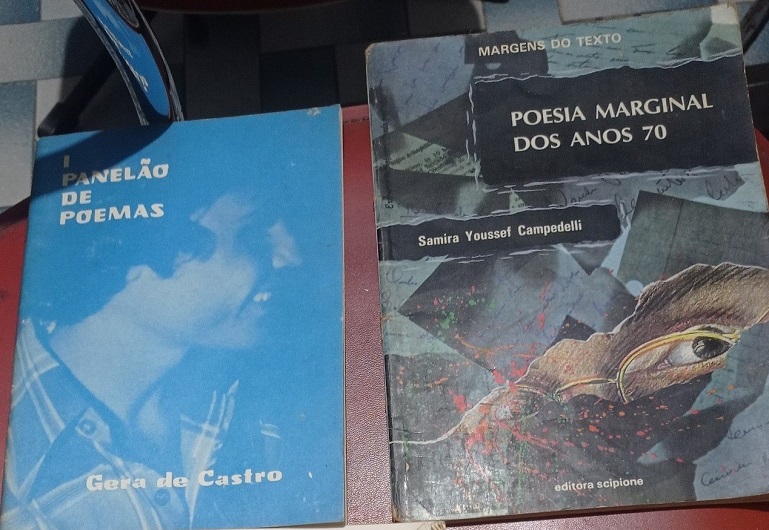 I
PANELÃO
DE
POEMAS
Gera de Castro
MARGENS DO TEXTO
POESIA MARGINAL
DOS ANOS 70
Samira Youssef Campedelli
editora scipione